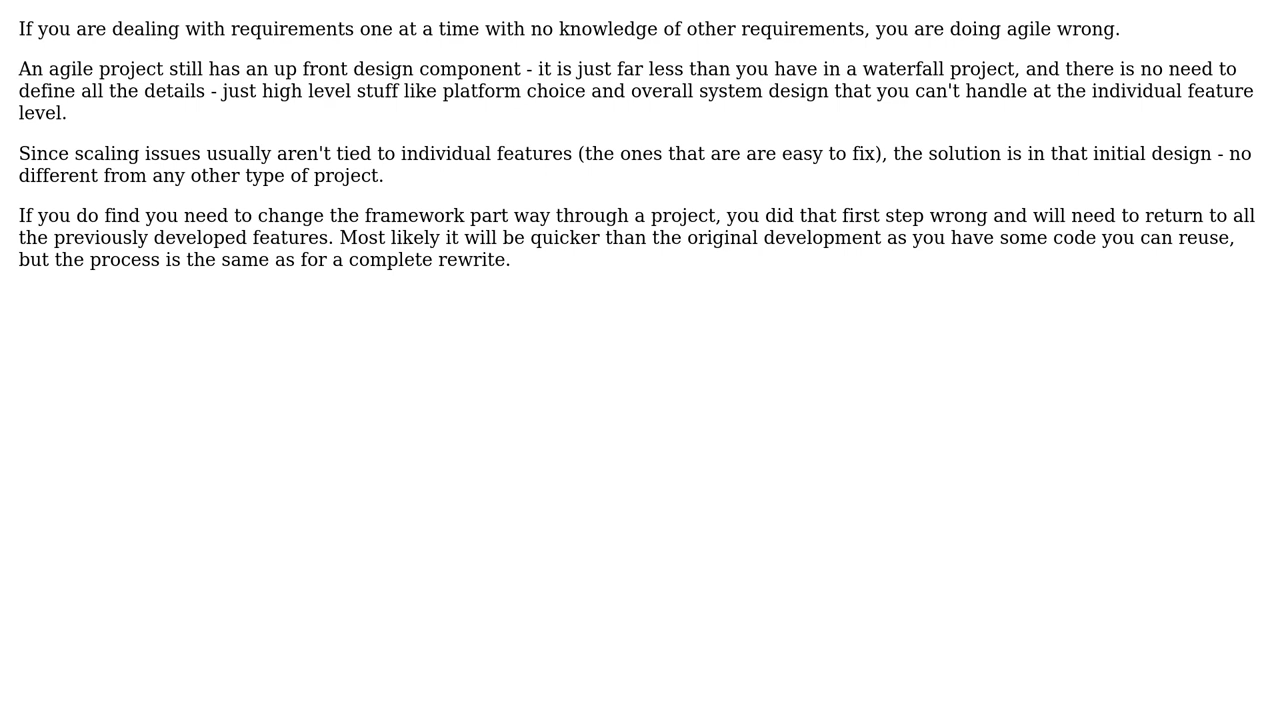 If you are dealing with requirements one at a time with no knowledge of other requirements, you are doing agile wrong.
An agile project still has an up front design component - it is just far less than you have in a waterfall project, and there is no need to
define all the details - just high level stuff like platform choice and overall system design that you can't handle at the individual feature
level.
Since scaling issues usually aren't tied to individual features (the ones that are are easy to fix), the solution is in that initial design - no
different from any other type of project.
If you do find you need to change the framework part way through a project, you did that first step wrong and will need to return to all
the previously developed features. Most likely it will be quicker than the original development as you have some code you can reuse,
but the process is the same as for a complete rewrite.